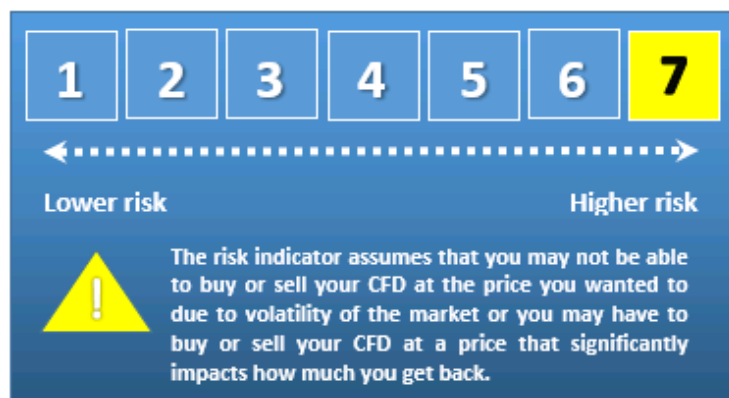 1 2 3 4 5 6 7
Lower risk Higher risk
!
The risk indicator assumes that you may not be able
to buy or sell your CFD at the price you wanted to
due to volatility of the market or you may have to
buy or sell your CFD at a price that significantly
impacts how much you get back.